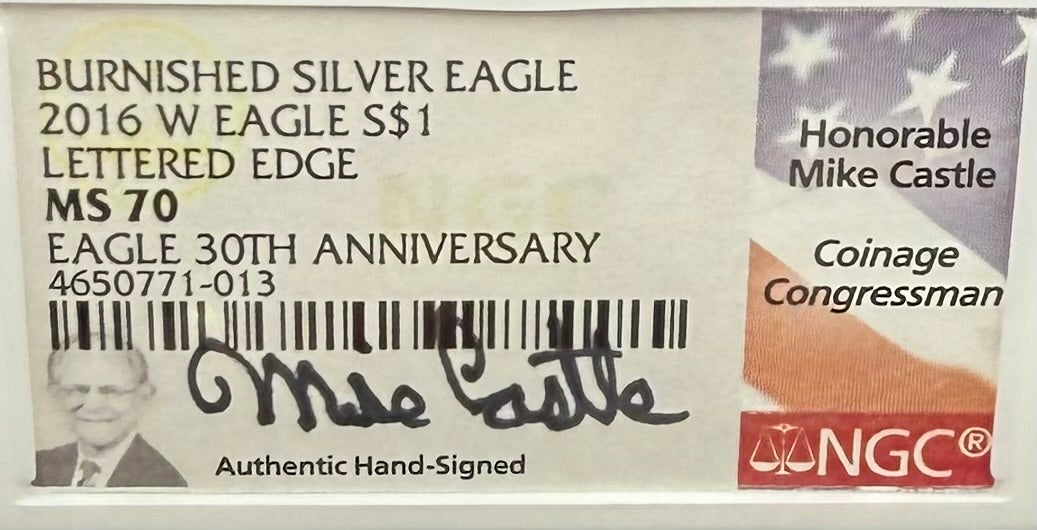 BURNISHED SILVER EAGLE
2016 W EAGLE S$1
LETTERED EDGE
MS 70
EAGLE 30TH ANNIVERSARY
4650771-013
Mike Castle
Authentic Hand-Signed
Honorable
Mike Castle
Coinage
Congressman
NGC®
NGC